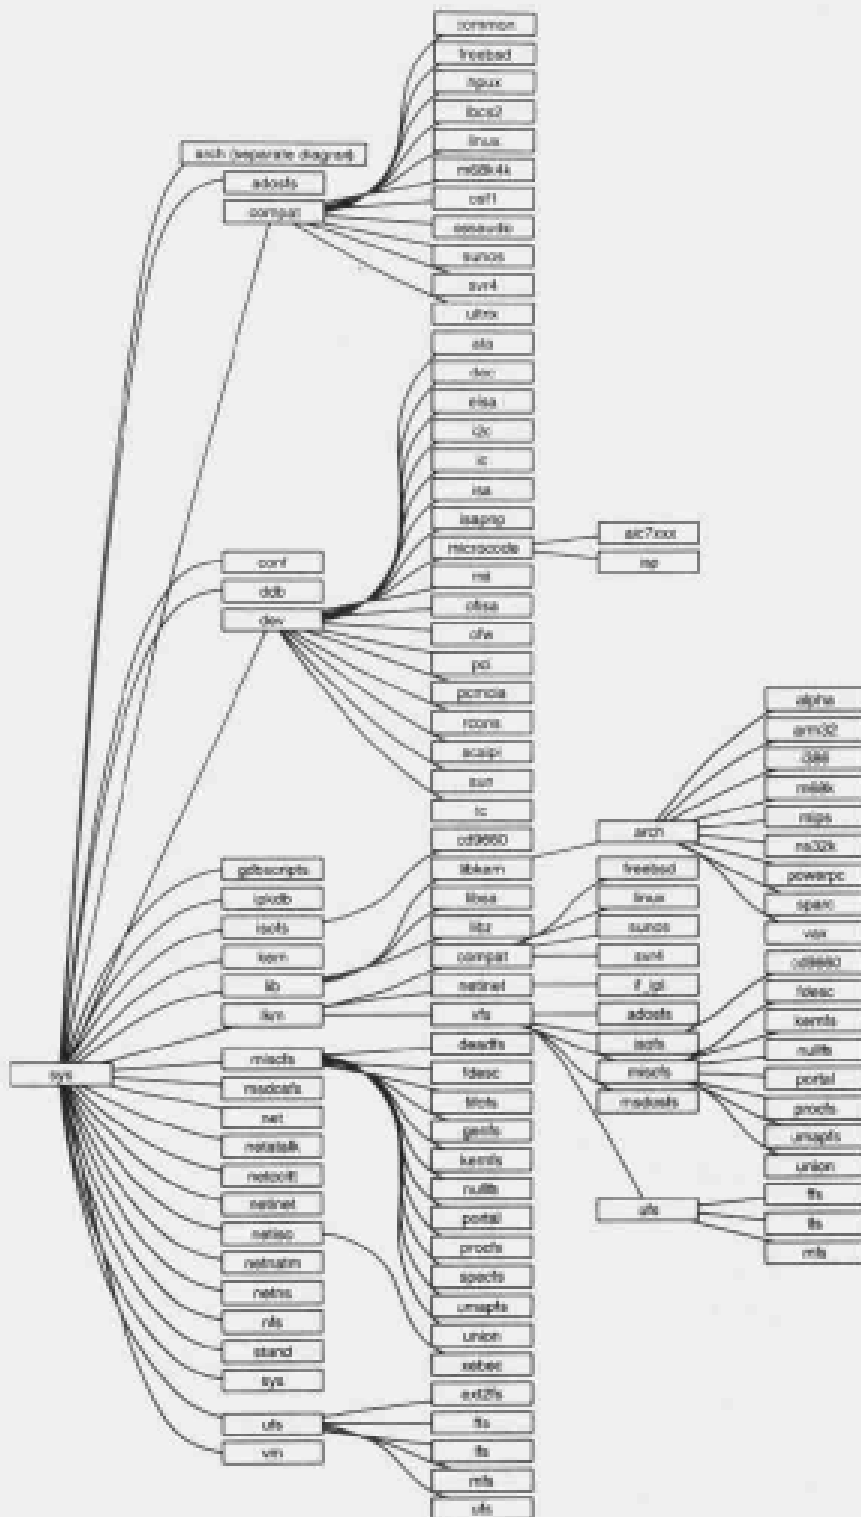 common
freebsd
hpux
ibcs2
linux
arch (separate diagram)
m68k4k
adosfs
osf1
compat
ossaudio
sunos
svr4
ultrix
ata
dec
eisa
i2c
ic
isa
isapnp
aic7xxx
microcode
isp
conf
mii
ddb
ofisa
dev
ofw
pci
pcmcia
alpha
rcons
arm32
scsipi
i386
sun
m68k
tc
mips
cd9660
arch
ns32k
gdbscripts
libkern
freebsd
powerpc
ipkdb
libsa
linux
sparc
isofs
libz
sunos
vax
kern
compat
svr4
cd9660
lib
netinet
if_ipl
fdesc
lkm
vfs
adosfs
kernfs
miscfs
deadfs
isofs
nullfs
sys
fdesc
miscfs
portal
msdosfs
fifofs
msdosfs
procfs
net
genfs
umapfs
netatalk
kernfs
union
netccitt
nullfs
ffs
netinet
portal
ufs
lfs
netiso
procfs
mfs
netnatm
specfs
netns
umapfs
nfs
union
stand
xebec
sys
ext2fs
ufs
ffs
vm
lfs
mfs
ufs